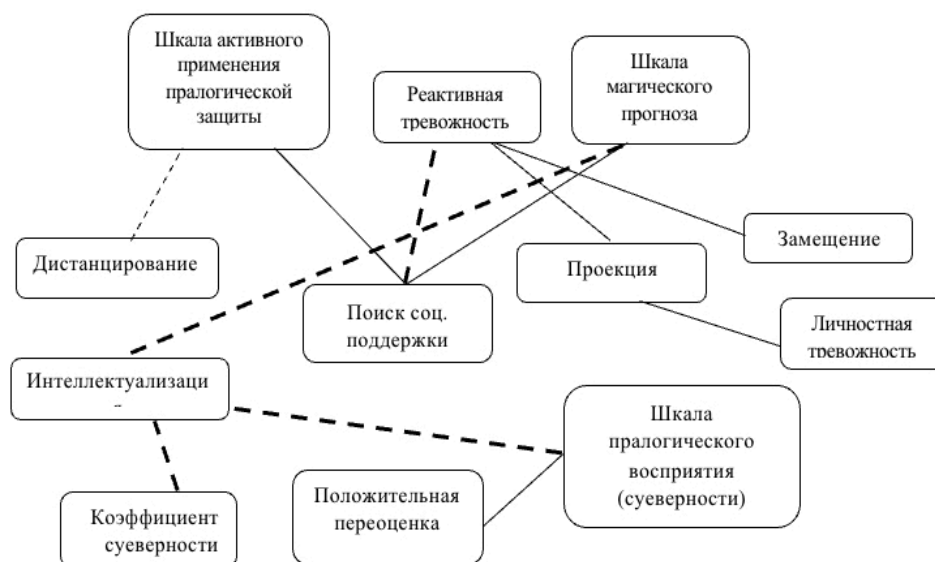 Шкала активного
применения
пралогической
защиты
Реактивная
тревожность
Шкала
магического
прогноза
Дистанцирование
Поиск соц.
поддержки
Проекция
Замещение
Личностная
тревожность
Интеллектуализаци
Шкала
пралогического
восприятия
(суеверности)
Коэффициент
суеверности
Положительная
переоценка